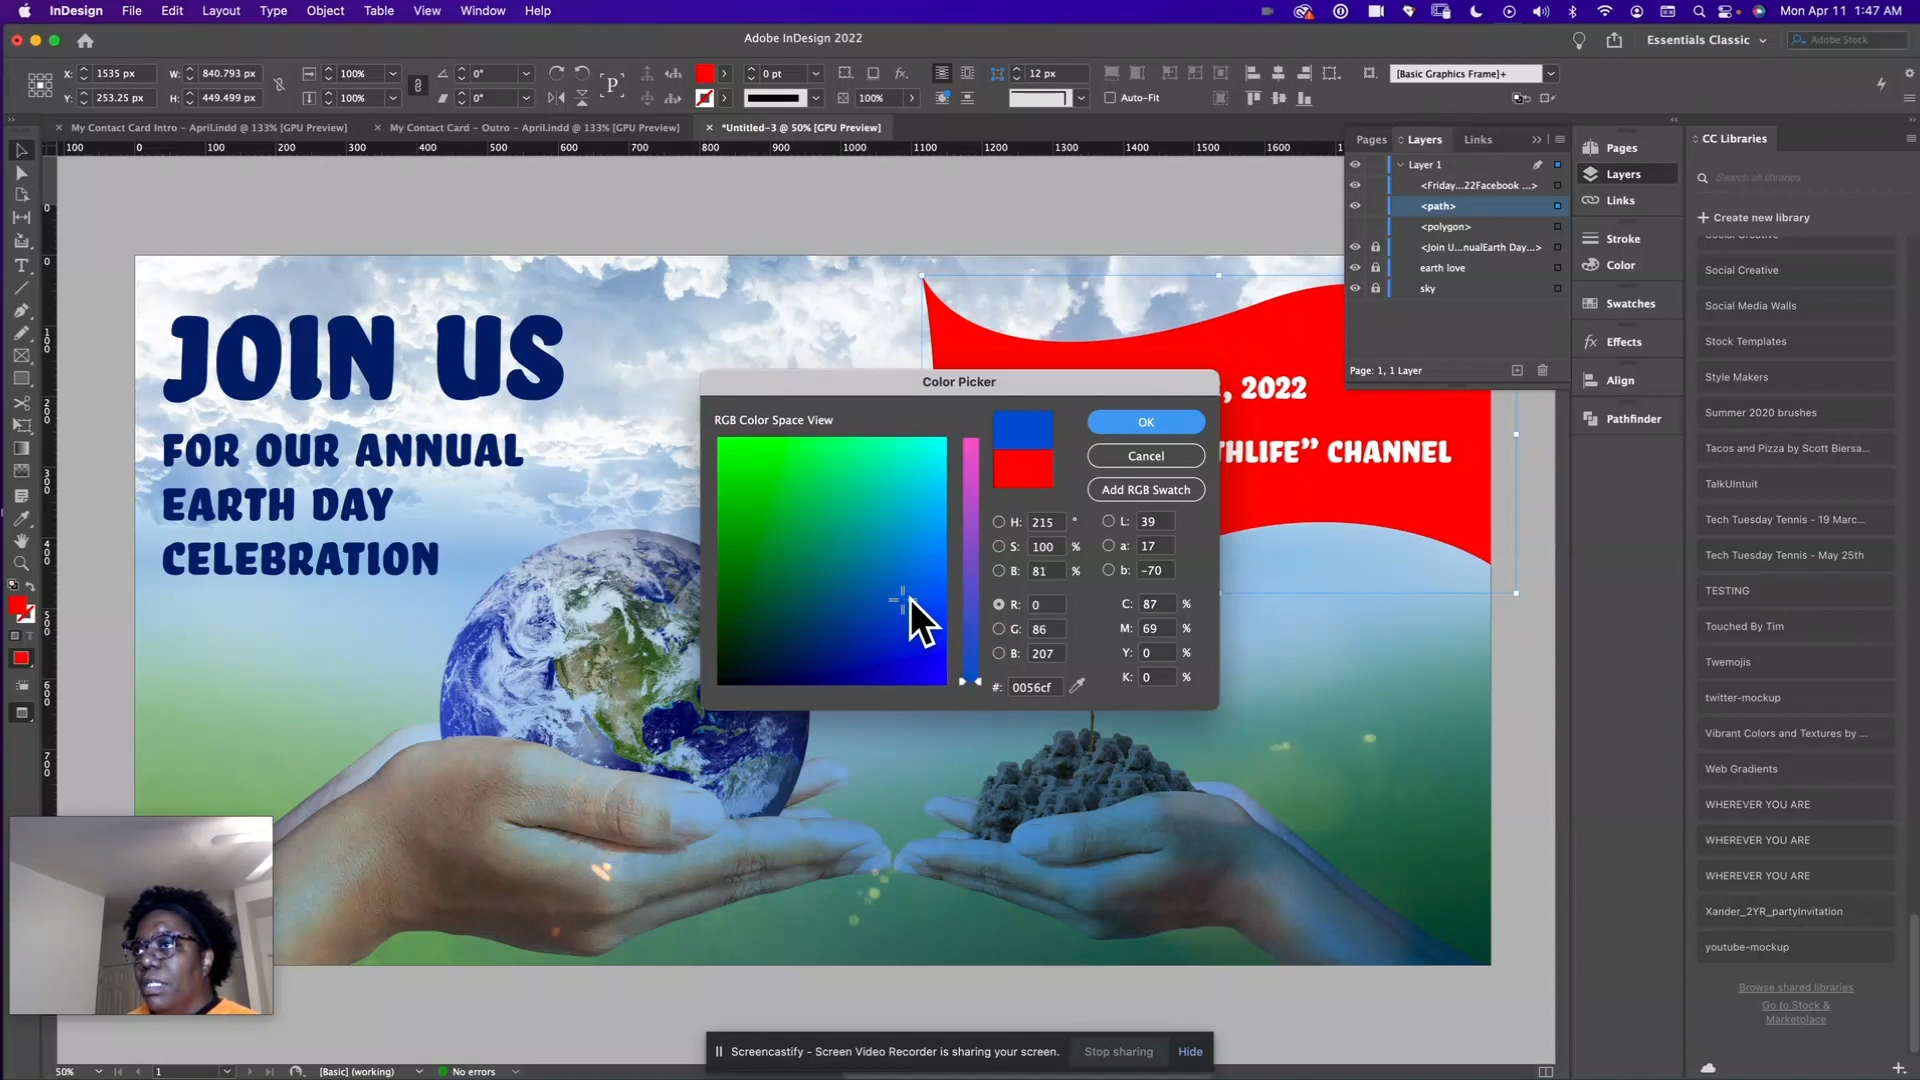 InDesign File Edit Layout Type Object Table View Window Help
Mon Apr 11 1:47 AM
Adobe InDesign 2022
Essentials Classic
Adobe Stock
X: 1535 px W: 840.793 px 100% 0° 0 pt 12 px [Basic Graphics Frame]+
Y: 253.25 px H: 449.499 px 100% 0° 100% Auto-Fit
My Contact Card Intro - April.indd @ 133% [GPU Preview]
My Contact Card – Outro – April.indd @ 133% [GPU Preview]
*Untitled-3 @ 50% [GPU Preview]
100 0 100 200 300 400 500 600 700 800 900 1000 1100 1200 1300 1400 1500 1600
0
100
200
300
400
500
600
700
JOIN US
FOR OUR ANNUAL
EARTH DAY
CELEBRATION
, 2022
THLIFE” CHANNEL
Color Picker
RGB Color Space View
OK
Cancel
Add RGB Swatch
H: 215 ° L: 39
S: 100 % a: 17
B: 81 % b: -70
R: 0 C: 87 %
G: 86 M: 69 %
B: 207 Y: 0 %
K: 0 %
#: 0056cf
Pages Layers Links
Layer 1
<Friday...22Facebook ...>
<path>
<polygon>
<Join U...nualEarth Day...>
earth love
sky
Page: 1, 1 Layer
Pages
Layers
Links
Stroke
Color
Swatches
Effects
Align
Pathfinder
CC Libraries
Search all libraries
Create new library
Social Creative
Social Creative
Social Media Walls
Stock Templates
Style Makers
Summer 2020 brushes
Tacos and Pizza by Scott Biersa...
TalkUIntuit
Tech Tuesday Tennis - 19 Marc...
Tech Tuesday Tennis - May 25th
TESTING
Touched By Tim
Twemojis
twitter-mockup
Vibrant Colors and Textures by ...
Web Gradients
WHEREVER YOU ARE
WHEREVER YOU ARE
WHEREVER YOU ARE
Xander_2YR_partyInvitation
youtube-mockup
Browse shared libraries
Go to Stock &
Marketplace
Screencastify - Screen Video Recorder is sharing your screen.
Stop sharing
Hide
50% 1 [Basic] (working) No errors